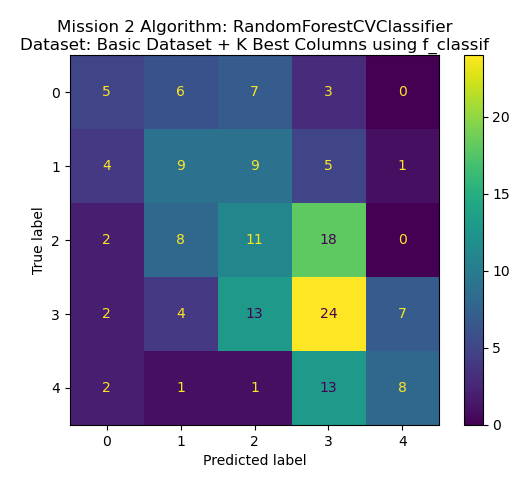 Mission 2 Algorithm: RandomForestCVClassifier
Dataset: Basic Dataset + K Best Columns using f_classif
0 5 6 7 3 0
1 4 9 9 5 1
2 2 8 11 18 0
3 2 4 13 24 7
4 2 1 1 13 8
0 1 2 3 4
True label
Predicted label
20
15
10
5
0